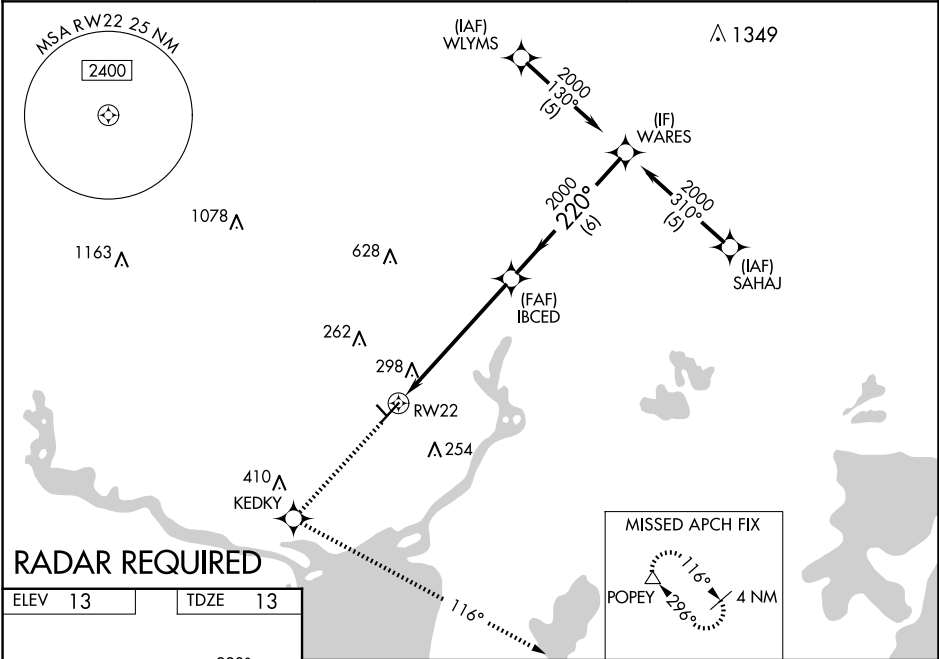 MSA RW22 25 NM
2400
(IAF)
WLYMS
1349
2000
130°
(5)
(IF)
WARES
2000
310°
(5)
(IAF)
SAHAJ
2000
220°
(6)
1078
1163
628
(FAF)
IBCED
262
298
RW22
254
410
KEDKY
116°
MISSED APCH FIX
116°
POPEY
4 NM
296°
RADAR REQUIRED
ELEV 13
TDZE 13